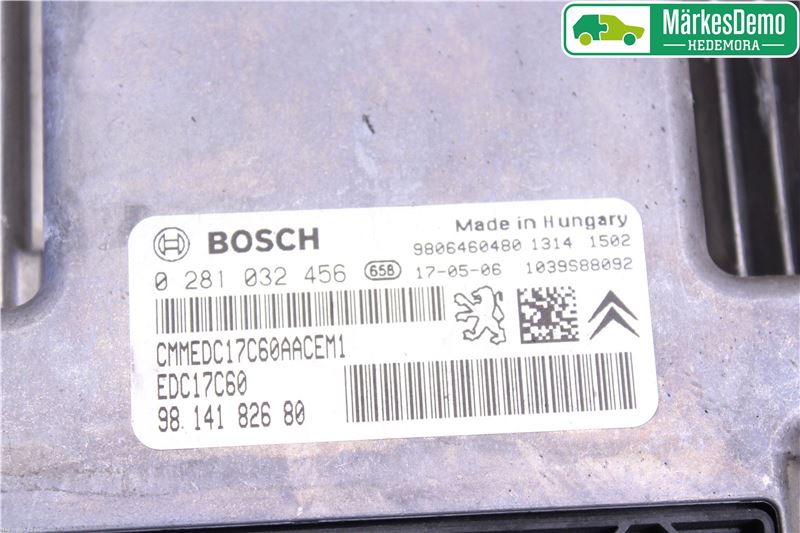 MärkesDemo
HEDEMORA
BOSCH
Made in Hungary
9806460480 1314 1502
0 281 032 456 658 17-05-06 1039S88092
CMMEDC17C60AACEM1
EDC17C60
98 141 826 80